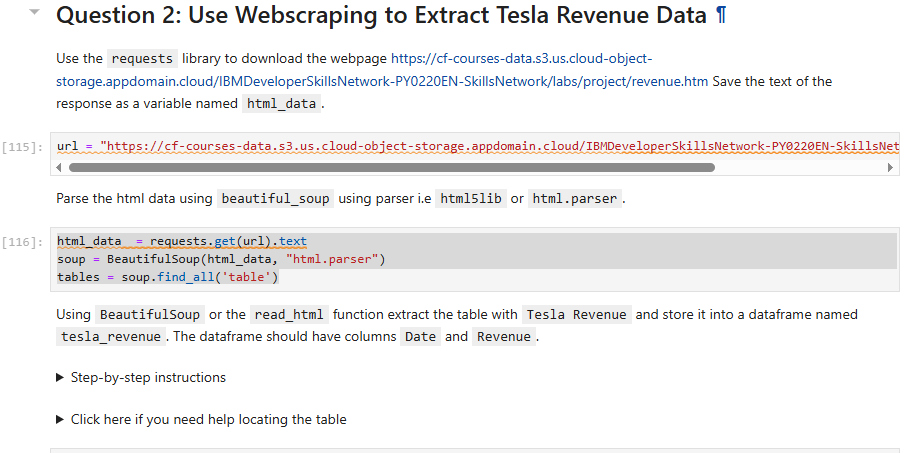 Question 2: Use Webscraping to Extract Tesla Revenue Data ¶
Use the requests library to download the webpage https://cf-courses-data.s3.us.cloud-object-
storage.appdomain.cloud/IBMDeveloperSkillsNetwork-PY0220EN-SkillsNetwork/labs/project/revenue.htm Save the text of the
response as a variable named html_data .
[115]: url = "https://cf-courses-data.s3.us.cloud-object-storage.appdomain.cloud/IBMDeveloperSkillsNetwork-PY0220EN-SkillsNet
Parse the html data using beautiful_soup using parser i.e html5lib or html.parser .
[116]: html_data  = requests.get(url).text
soup = BeautifulSoup(html_data, "html.parser")
tables = soup.find_all('table')
Using BeautifulSoup or the read_html function extract the table with Tesla Revenue and store it into a dataframe named
tesla_revenue . The dataframe should have columns Date and Revenue .
Step-by-step instructions
Click here if you need help locating the table